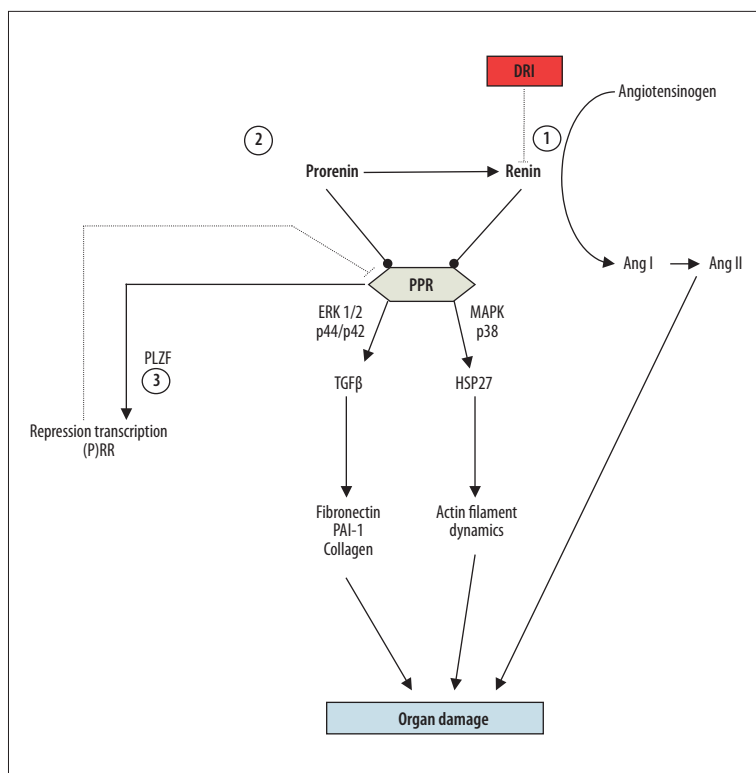 DRI
Angiotensinogen
1
2
Prorenin
Renin
Ang I
Ang II
PPR
ERK 1/2
p44/p42
MAPK
p38
PLZF
3
TGFβ
HSP27
Repression transcription
(P)RR
Fibronectin
PAI-1
Collagen
Actin filament
dynamics
Organ damage